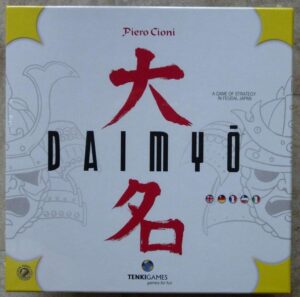 Piero Cioni
大
A GAME OF STRATEGY
IN FEUDAL JAPAN
DAIMYŌ
名
TENKIGAMES
games for fun